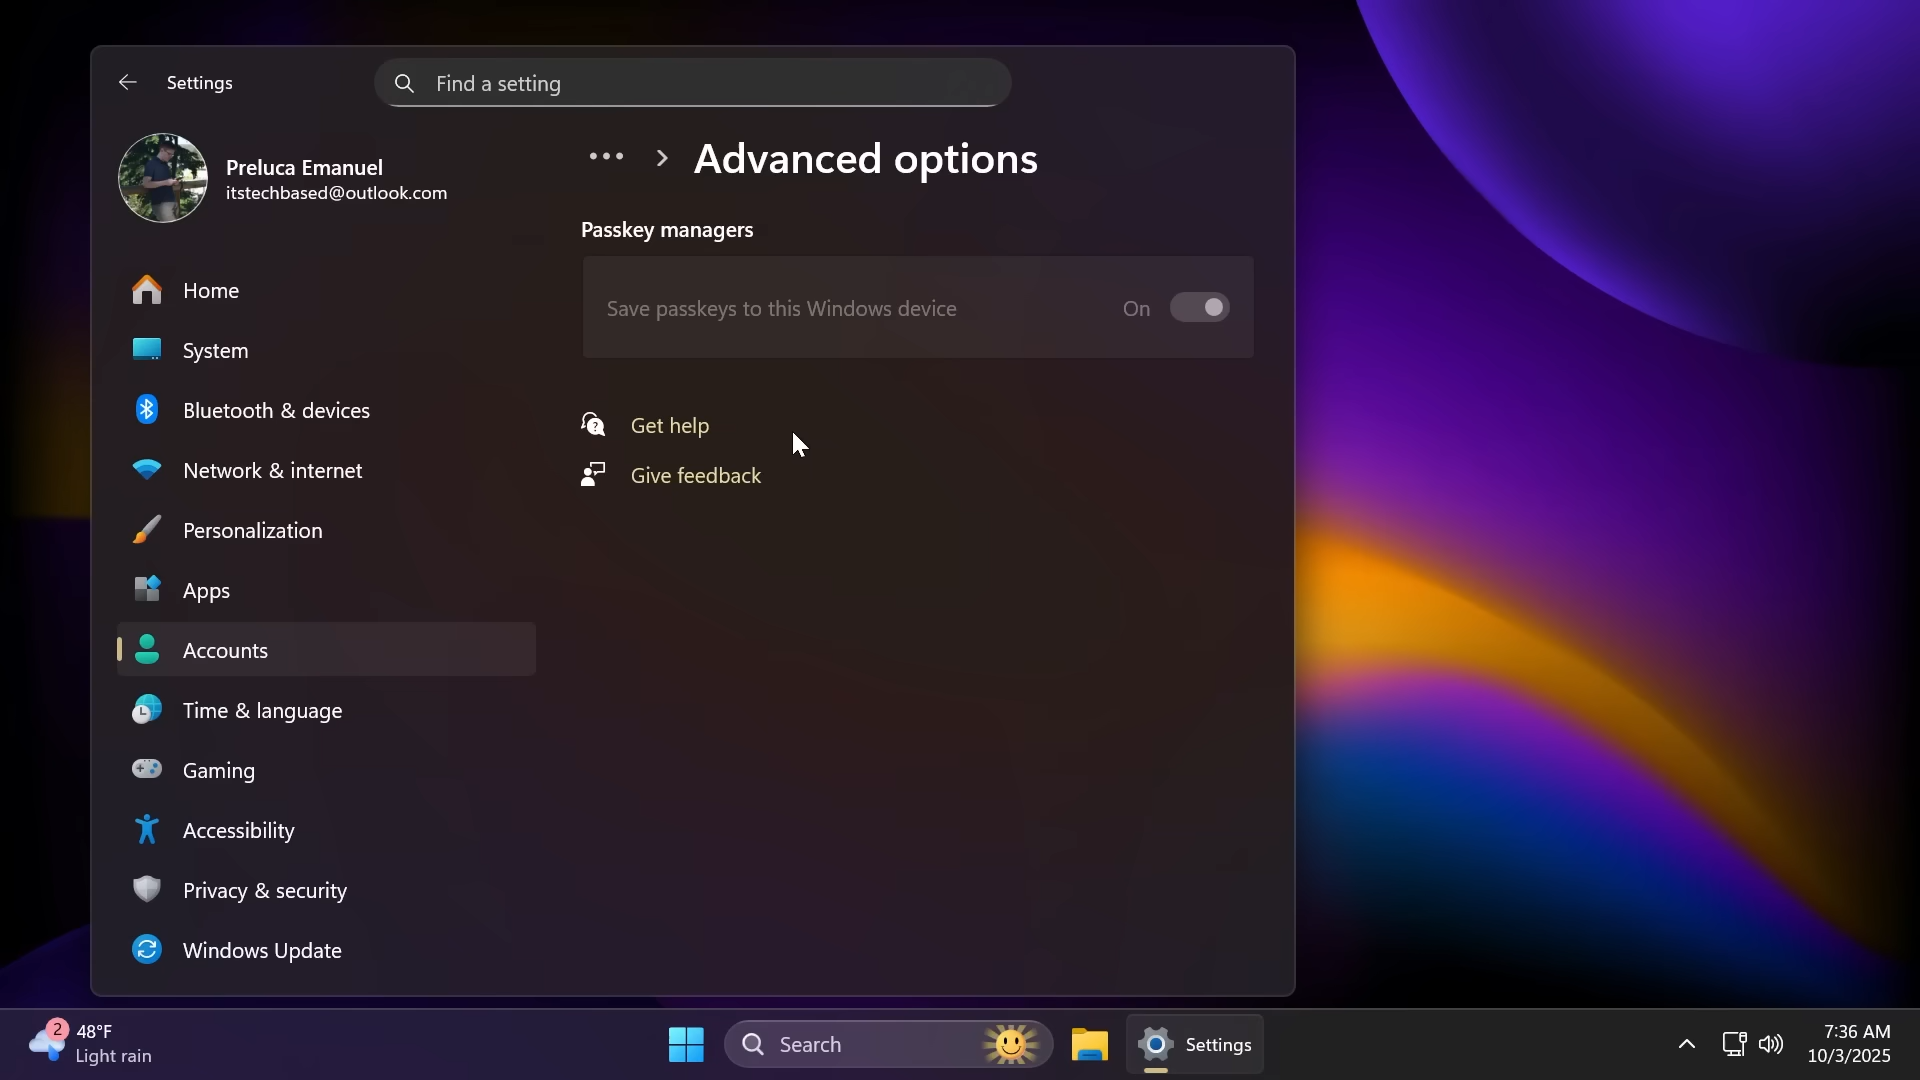 Settings
Find a setting
Preluca Emanuel
itstechbased@outlook.com
Home
System
Bluetooth & devices
Network & internet
Personalization
Apps
Accounts
Time & language
Gaming
Accessibility
Privacy & security
Windows Update
... > Advanced options
Passkey managers
Save passkeys to this Windows device On
Get help
Give feedback
2
48°F
Light rain
Search
Settings
7:36 AM
10/3/2025